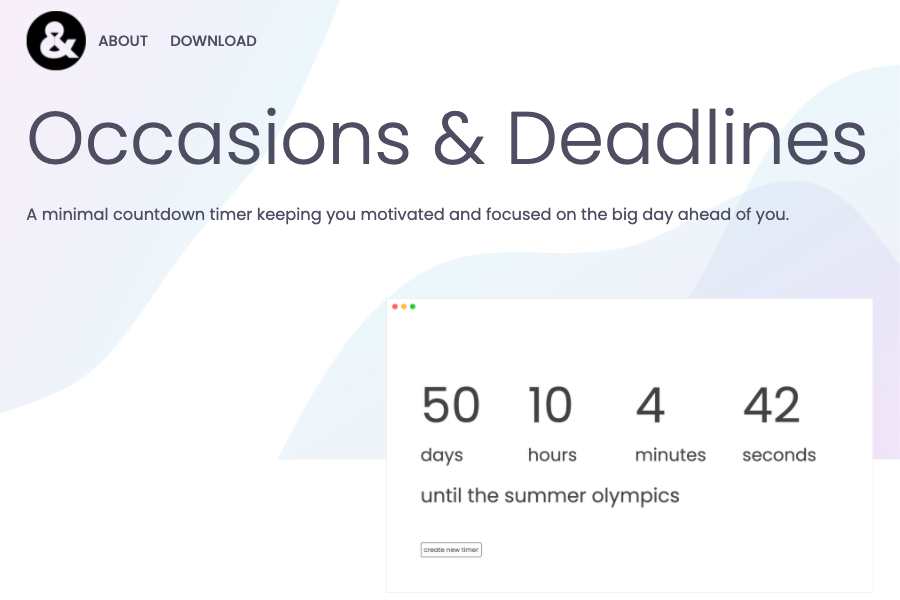 &
ABOUT DOWNLOAD
Occasions & Deadlines
A minimal countdown timer keeping you motivated and focused on the big day ahead of you.
50 10 4 42
days hours minutes seconds
until the summer olympics
create new timer